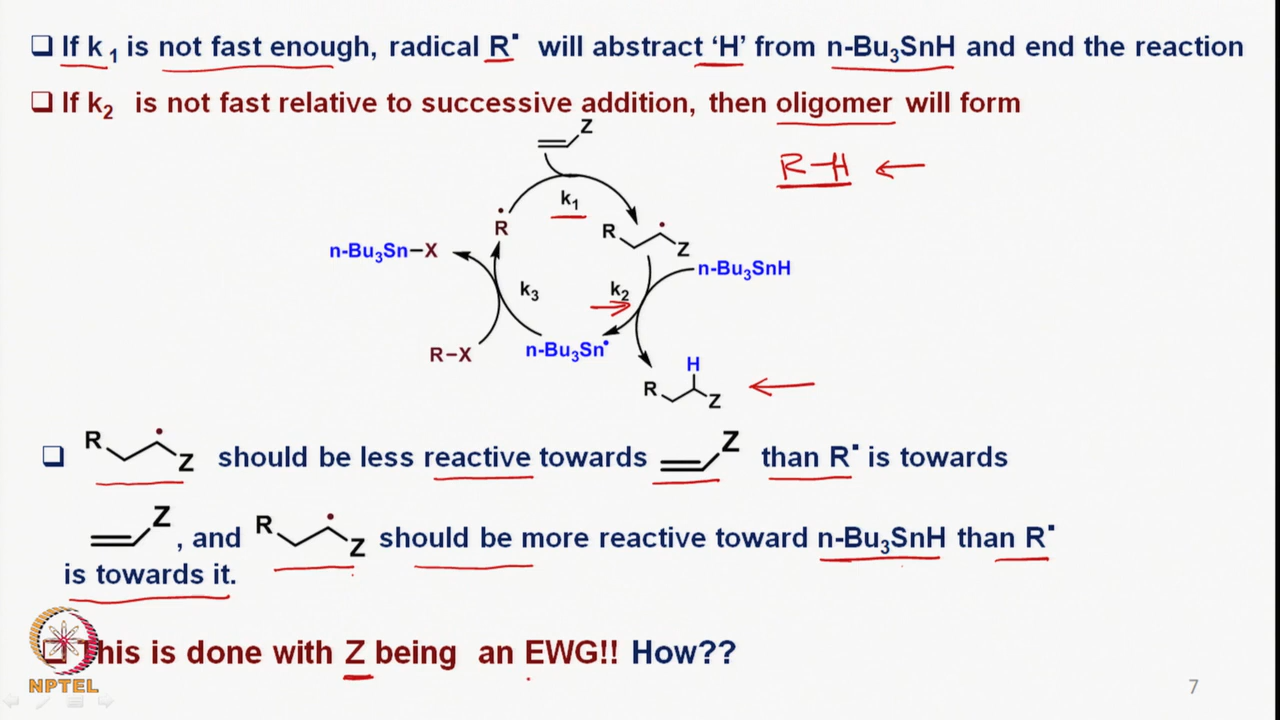 ❑ If k₁ is not fast enough, radical R• will abstract ‘H’ from n-Bu₃SnH and end the reaction
❑ If k₂ is not fast relative to successive addition, then oligomer will form
Z
R-H ←
k₁
R•
R Z
n-Bu₃Sn–X
n-Bu₃SnH
k₃
k₂
R–X
n-Bu₃Sn•
H
R Z
❑ R Z should be less reactive towards Z than R• is towards
Z , and R Z should be more reactive toward n-Bu₃SnH than R•
is towards it.
❑ This is done with Z being an EWG!! How??
NPTEL
7